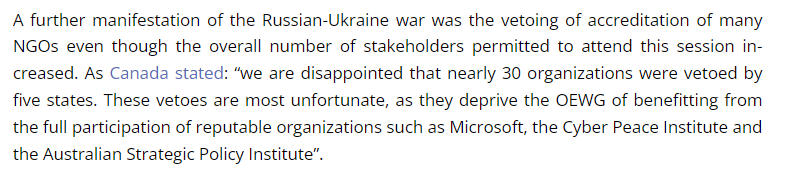 A further manifestation of the Russian-Ukraine war was the vetoing of accreditation of many
NGOs even though the overall number of stakeholders permitted to attend this session in-
creased. As Canada stated: “we are disappointed that nearly 30 organizations were vetoed by
five states. These vetoes are most unfortunate, as they deprive the OEWG of benefitting from
the full participation of reputable organizations such as Microsoft, the Cyber Peace Institute and
the Australian Strategic Policy Institute”.